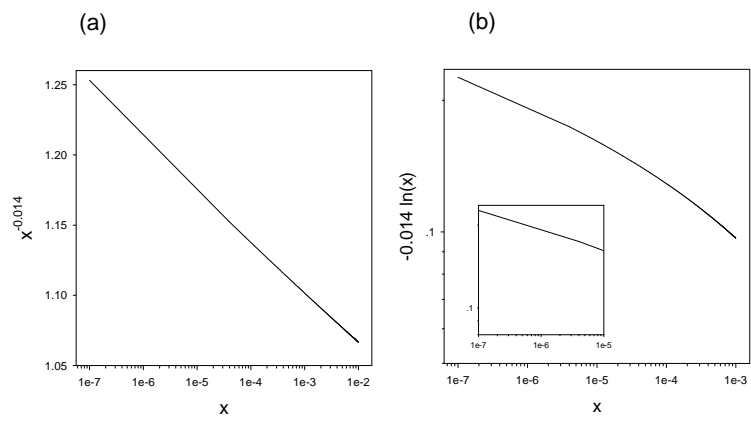 (a)
1.25
1.20
1.15
1.10
1.05
x^-0.014
1e-7 1e-6 1e-5 1e-4 1e-3 1e-2
x
(b)
-0.014 ln(x)
.1
.1
1e-7 1e-6 1e-5
1e-7 1e-6 1e-5 1e-4 1e-3
x